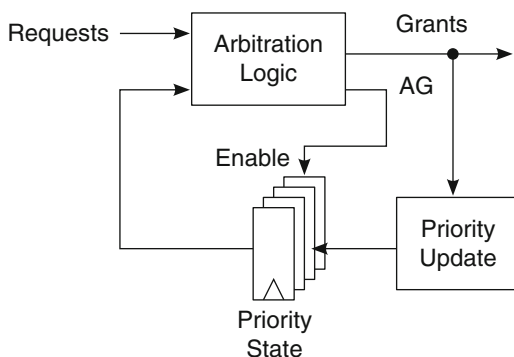 Requests
Arbitration
Logic
Grants
AG
Enable
Priority
Update
Priority
State